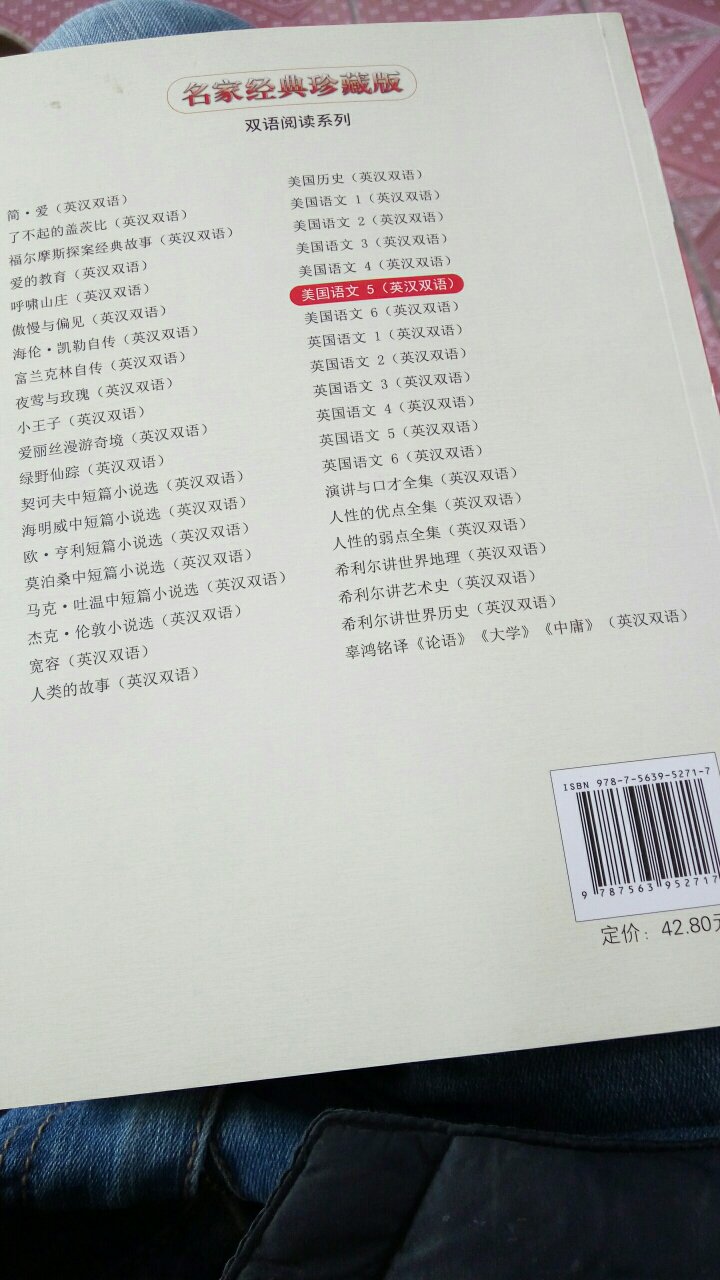 名家经典珍藏版
双语阅读系列
简·爱（英汉双语）
了不起的盖茨比（英汉双语）
福尔摩斯探案经典故事（英汉双语）
爱的教育（英汉双语）
呼啸山庄（英汉双语）
傲慢与偏见（英汉双语）
海伦·凯勒自传（英汉双语）
富兰克林自传（英汉双语）
夜莺与玫瑰（英汉双语）
小王子（英汉双语）
爱丽丝漫游奇境（英汉双语）
绿野仙踪（英汉双语）
契诃夫中短篇小说选（英汉双语）
海明威中短篇小说选（英汉双语）
欧·亨利短篇小说选（英汉双语）
莫泊桑中短篇小说选（英汉双语）
马克·吐温中短篇小说选（英汉双语）
杰克·伦敦小说选（英汉双语）
宽容（英汉双语）
人类的故事（英汉双语）
美国历史（英汉双语）
美国语文 1（英汉双语）
美国语文 2（英汉双语）
美国语文 3（英汉双语）
美国语文 4（英汉双语）
美国语文 5（英汉双语）
美国语文 6（英汉双语）
英国语文 1（英汉双语）
英国语文 2（英汉双语）
英国语文 3（英汉双语）
英国语文 4（英汉双语）
英国语文 5（英汉双语）
英国语文 6（英汉双语）
演讲与口才全集（英汉双语）
人性的优点全集（英汉双语）
人性的弱点全集（英汉双语）
希利尔讲世界地理（英汉双语）
希利尔讲艺术史（英汉双语）
希利尔讲世界历史（英汉双语）
辜鸿铭译《论语》《大学》《中庸》（英汉双语）
ISBN 978-7-5639-5271-7
9 787563 952717
定价：42.80元